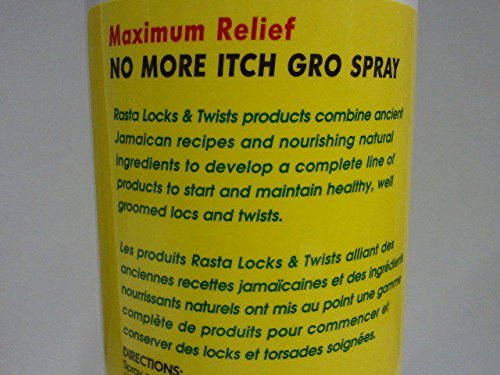 Maximum Relief
NO MORE ITCH GRO SPRAY
Rasta Locks & Twists products combine ancient
Jamaican recipes and nourishing natural
ingredients to develop a complete line of
products to start and maintain healthy, well
groomed locs and twists.
Les produits Rasta Locks & Twists alliant des
anciennes recettes jamaïcaines et des ingrédients
nourrissants naturels ont mis au point une gamme
complète de produits pour commencer et
conserver des locks et torsades soignées.
DIRECTIONS:
Spray